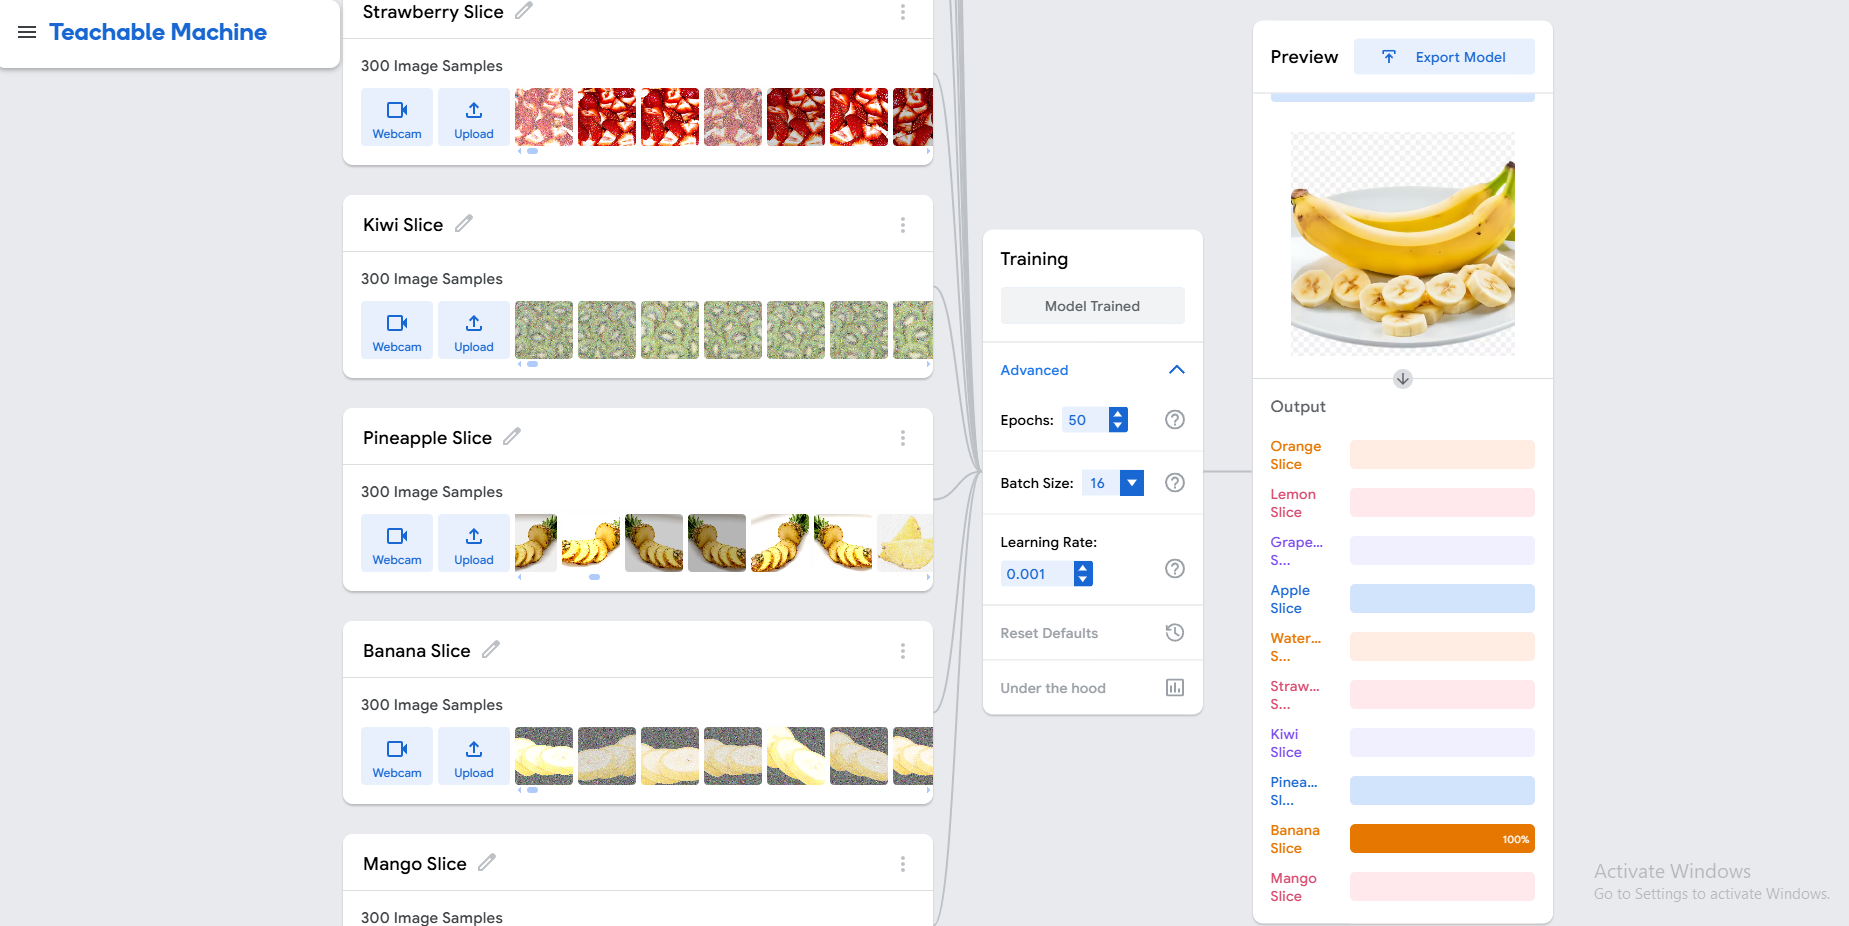 Teachable Machine
Strawberry Slice
300 Image Samples
Webcam
Upload
Kiwi Slice
300 Image Samples
Webcam
Upload
Pineapple Slice
300 Image Samples
Webcam
Upload
Banana Slice
300 Image Samples
Webcam
Upload
Mango Slice
300 Image Samples
Training
Model Trained
Advanced
Epochs: 50
Batch Size: 16
Learning Rate:
0.001
Reset Defaults
Under the hood
Preview
Export Model
Output
Orange
Slice
Lemon
Slice
Grape...
S...
Apple
Slice
Water...
S...
Straw...
S...
Kiwi
Slice
Pinea...
Sl...
Banana
Slice
100%
Mango
Slice
Activate Windows
Go to Settings to activate Windows.